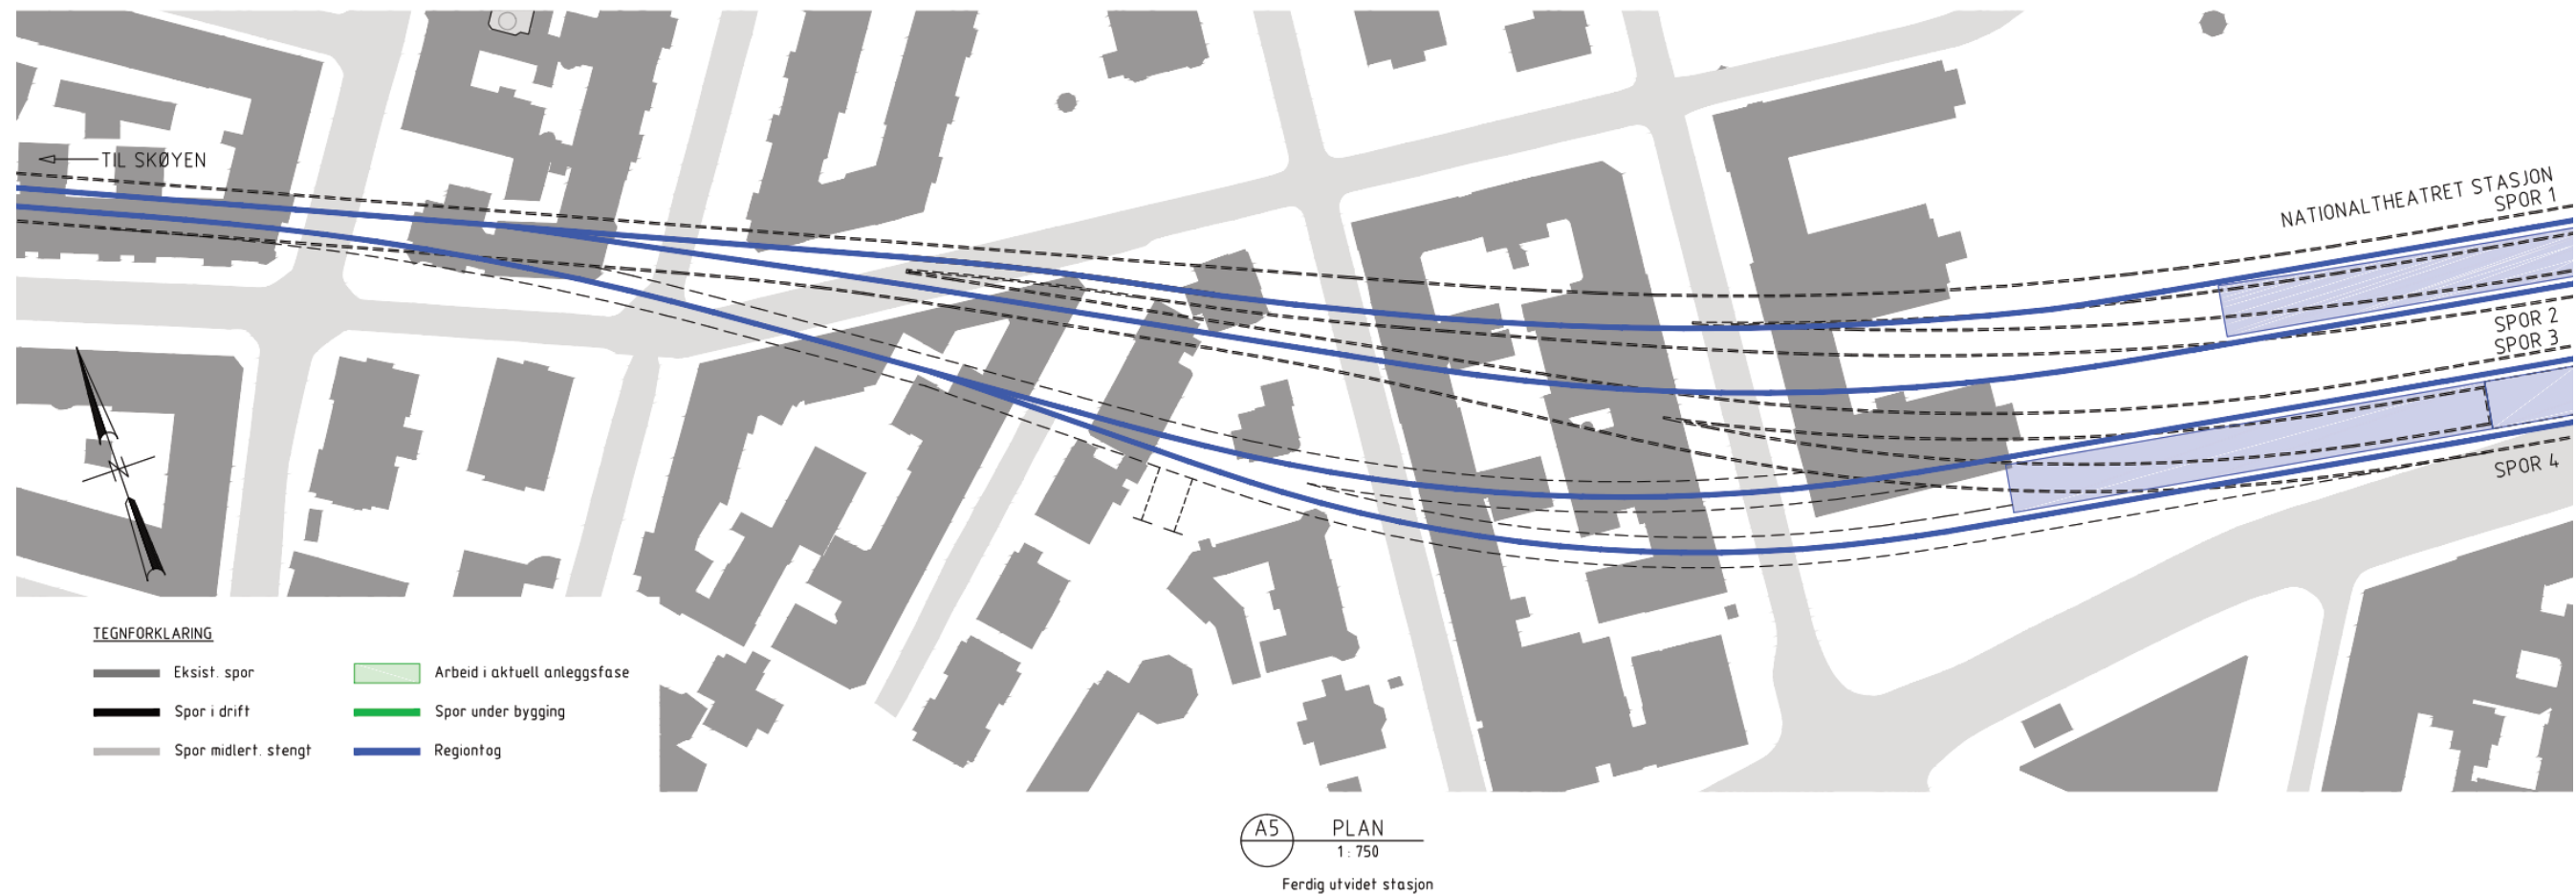 TIL SKØYEN
NATIONALTHEATRET STASJON
SPOR 1
SPOR 2
SPOR 3
SPOR 4
TEGNFORKLARING
Eksist. spor
Arbeid i aktuell anleggsfase
Spor i drift
Spor under bygging
Spor midlert. stengt
Regiontog
A5
PLAN
1:750
Ferdig utvidet stasjon